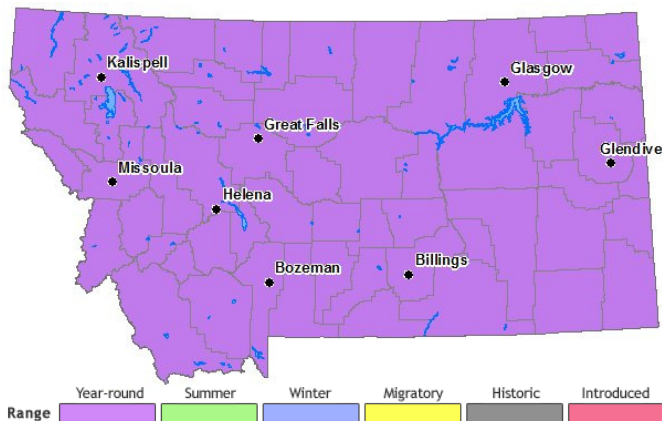 Kalispell
Glasgow
Great Falls
Glendive
Missoula
Helena
Bozeman
Billings
Year-round Summer Winter Migratory Historic Introduced
Range